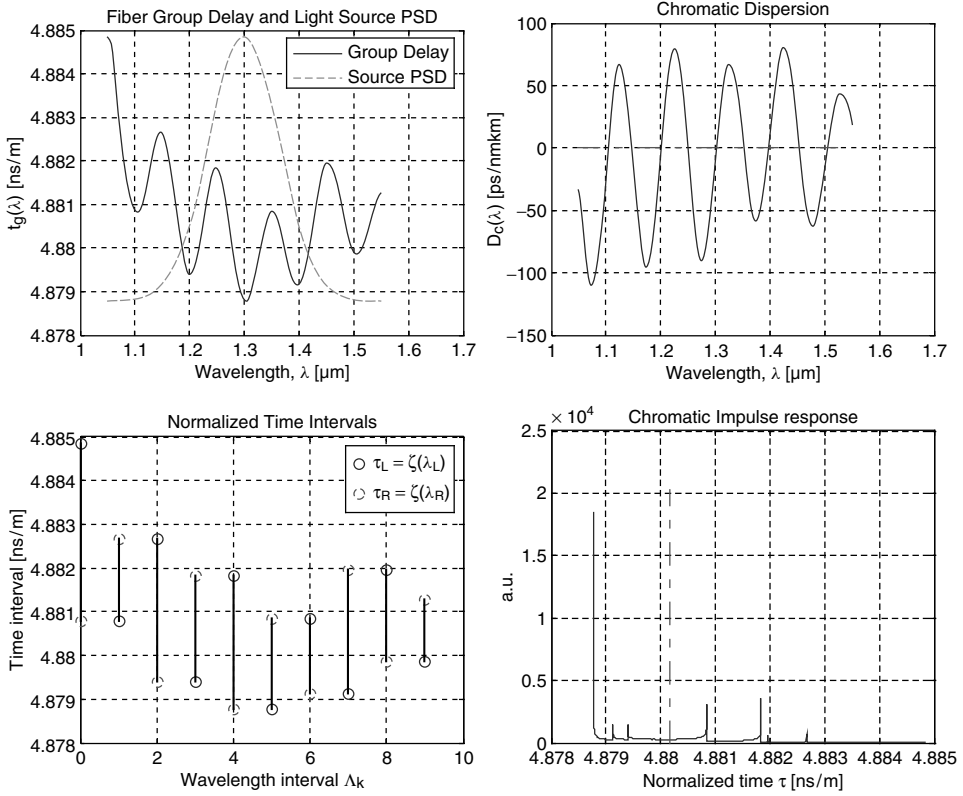 Fiber Group Delay and Light Source PSD
4.885
4.884
4.883
4.882
4.881
4.88
4.879
4.878
t_g(λ) [ns/m]
Group Delay
Source PSD
1 1.1 1.2 1.3 1.4 1.5 1.6 1.7
Wavelength, λ [μm]
Chromatic Dispersion
100
50
0
−50
−100
−150
D_c(λ) [ps/nmkm]
1 1.1 1.2 1.3 1.4 1.5 1.6 1.7
Wavelength, λ [μm]
Normalized Time Intervals
4.885
4.884
4.883
4.882
4.881
4.88
4.879
4.878
Time interval [ns/m]
τ_L = ζ(λ_L)
τ_R = ζ(λ_R)
0 2 4 6 8 10
Wavelength interval Λ_k
× 10^4
Chromatic Impulse response
2.5
2
1.5
1
0.5
0
a.u.
4.878 4.879 4.88 4.881 4.882 4.883 4.884 4.885
Normalized time τ [ns/m]